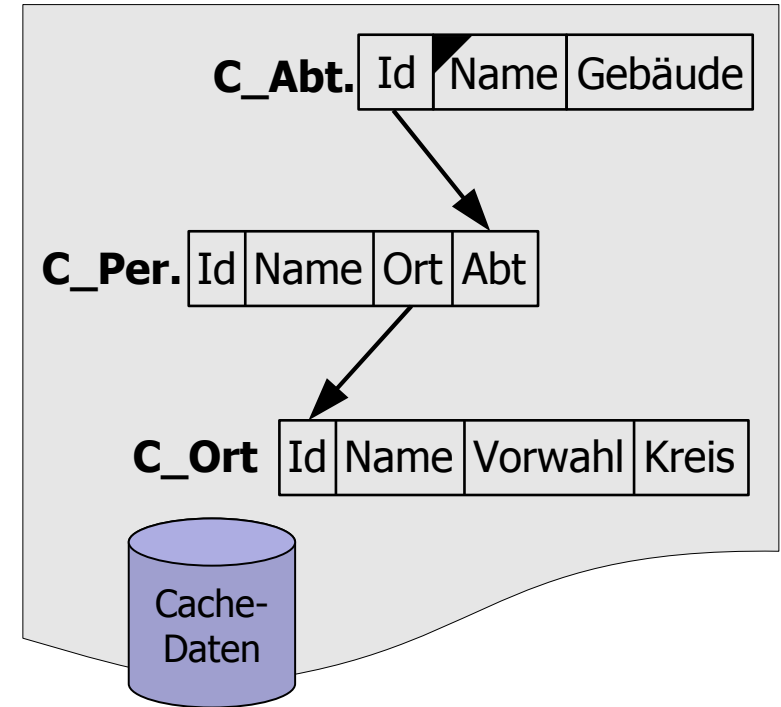 C_Abt. Id Name Gebäude
C_Per. Id Name Ort Abt
C_Ort Id Name Vorwahl Kreis
Cache-
Daten